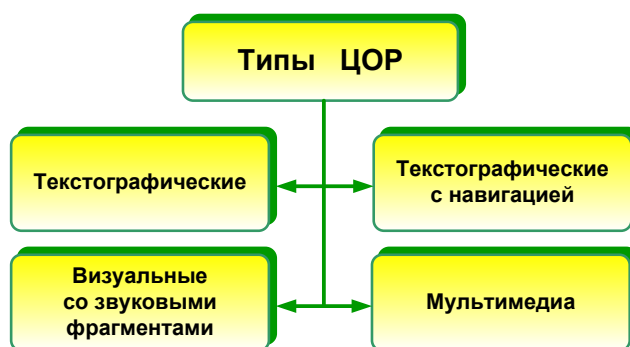 Типы ЦОР
Текстографические
Текстографические
с навигацией
Визуальные
со звуковыми
фрагментами
Мультимедиа